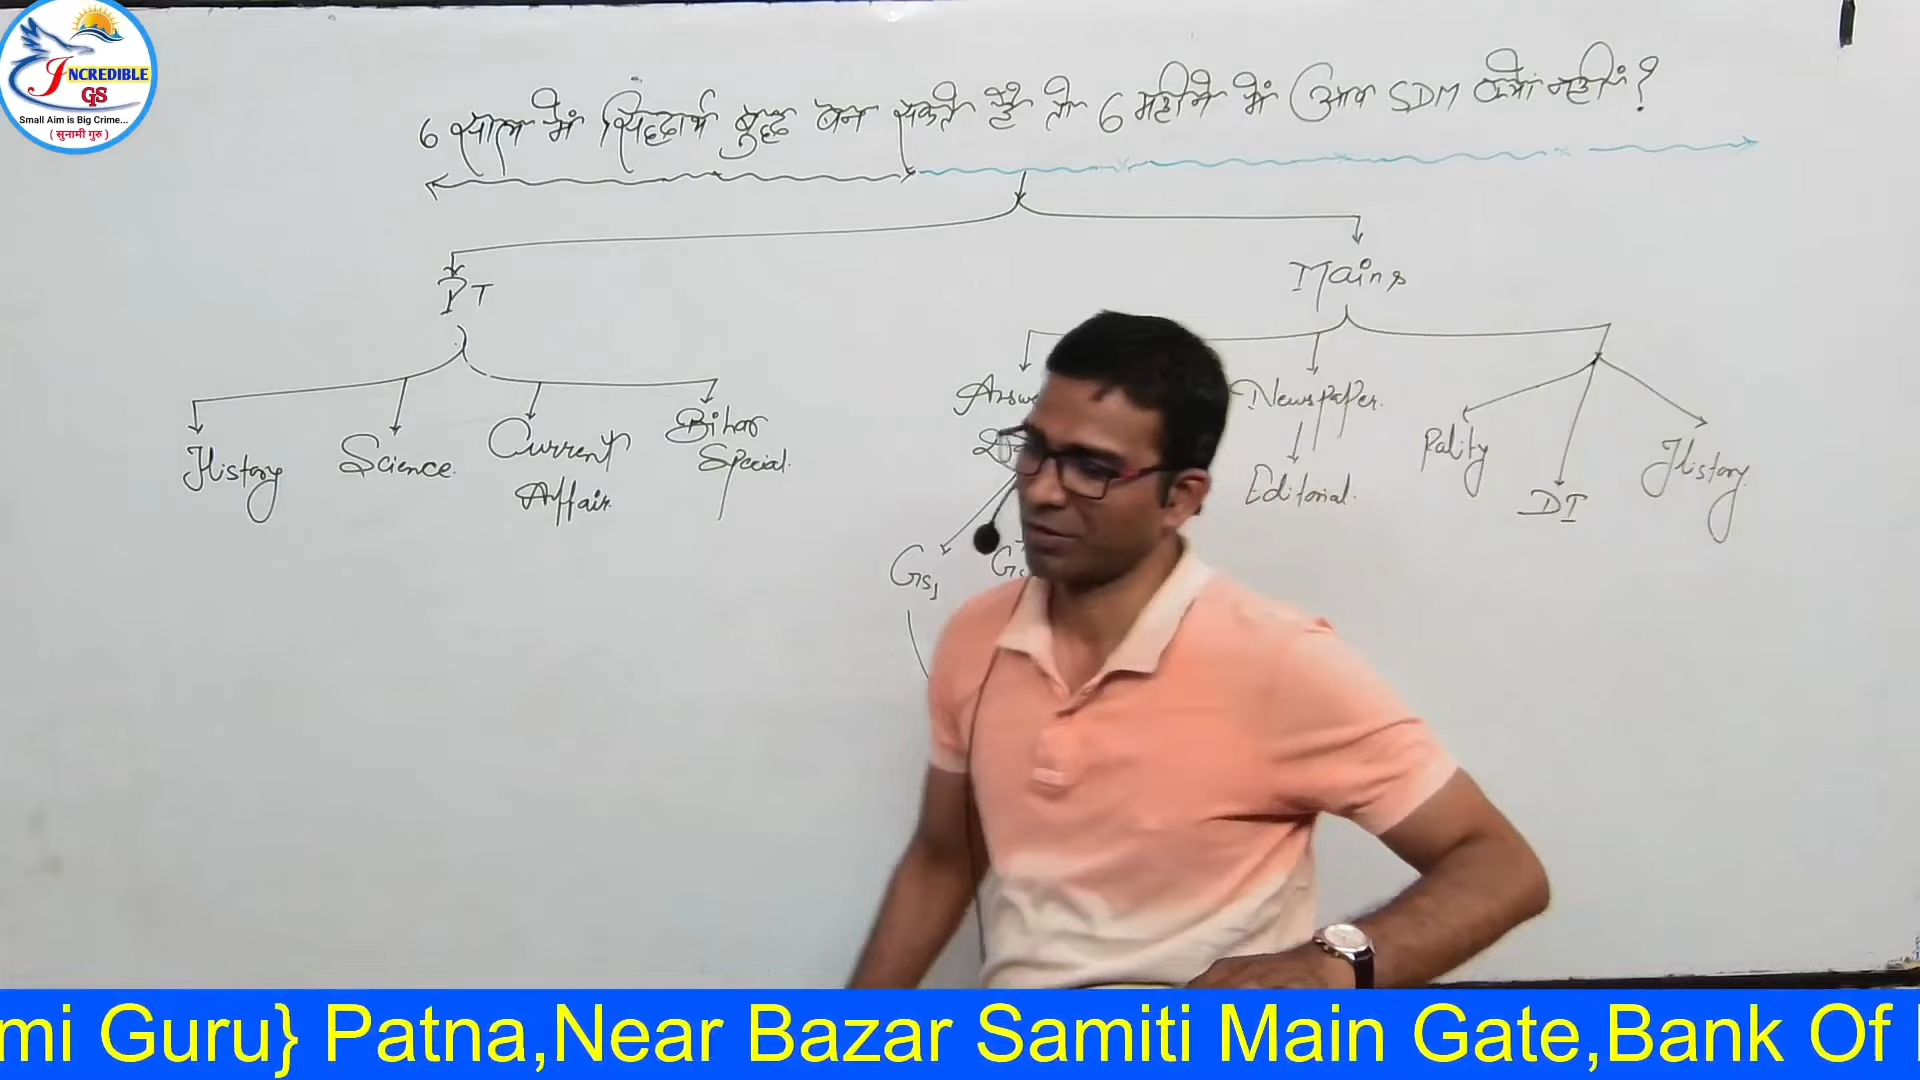 INCREDIBLE
GS
Small Aim is Big Crime...
( सुनामी गुरु )
6 साल में सिद्धार्थ बुद्ध बन सकते हैं तो 6 महीने में आप SDM क्यों नहीं?
PT
Mains
History
Science
Current
Affair
Bihar
Special
Newspaper
Editorial
Polity
DI
History
GS1
mi Guru} Patna,Near Bazar Samiti Main Gate,Bank Of